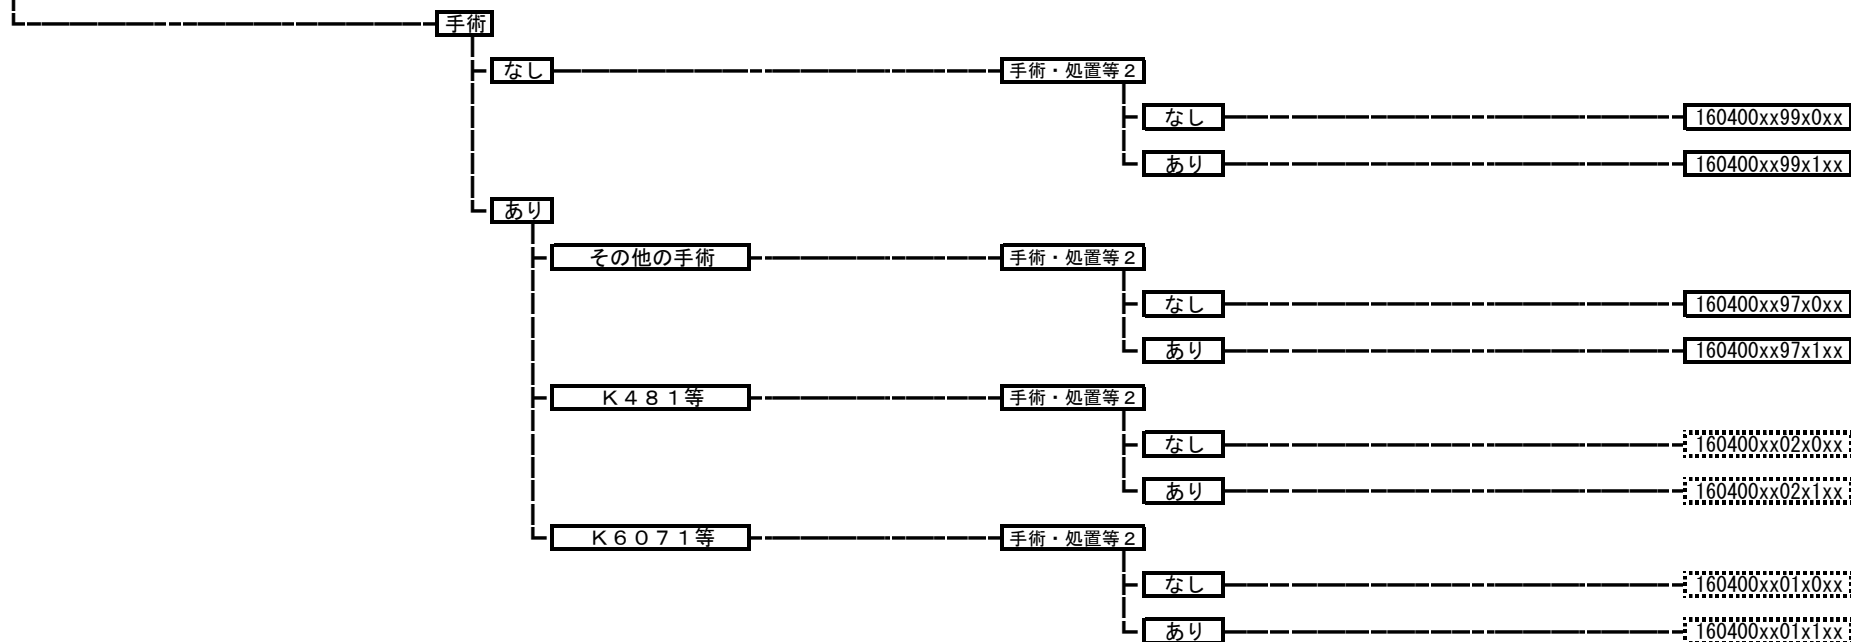 手術
なし
手術・処置等２
なし
160400xx99x0xx
あり
160400xx99x1xx
あり
その他の手術
手術・処置等２
なし
160400xx97x0xx
あり
160400xx97x1xx
Ｋ４８１等
手術・処置等２
なし
160400xx02x0xx
あり
160400xx02x1xx
Ｋ６０７１等
手術・処置等２
なし
160400xx01x0xx
あり
160400xx01x1xx